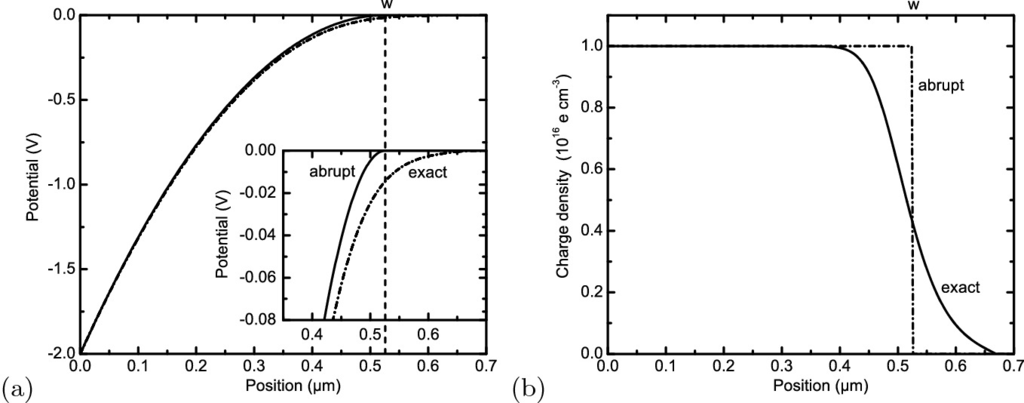 w
0.0
-0.5
-1.0
-1.5
-2.0
Potential (V)
0.0 0.1 0.2 0.3 0.4 0.5 0.6 0.7
Position (μm)
0.00
-0.02
-0.04
-0.06
-0.08
Potential (V)
abrupt
exact
0.4 0.5 0.6
(a)
w
1.0
0.8
0.6
0.4
0.2
0.0
Charge density (10^16 e cm^-3)
abrupt
exact
0.0 0.1 0.2 0.3 0.4 0.5 0.6 0.7
Position (μm)
(b)